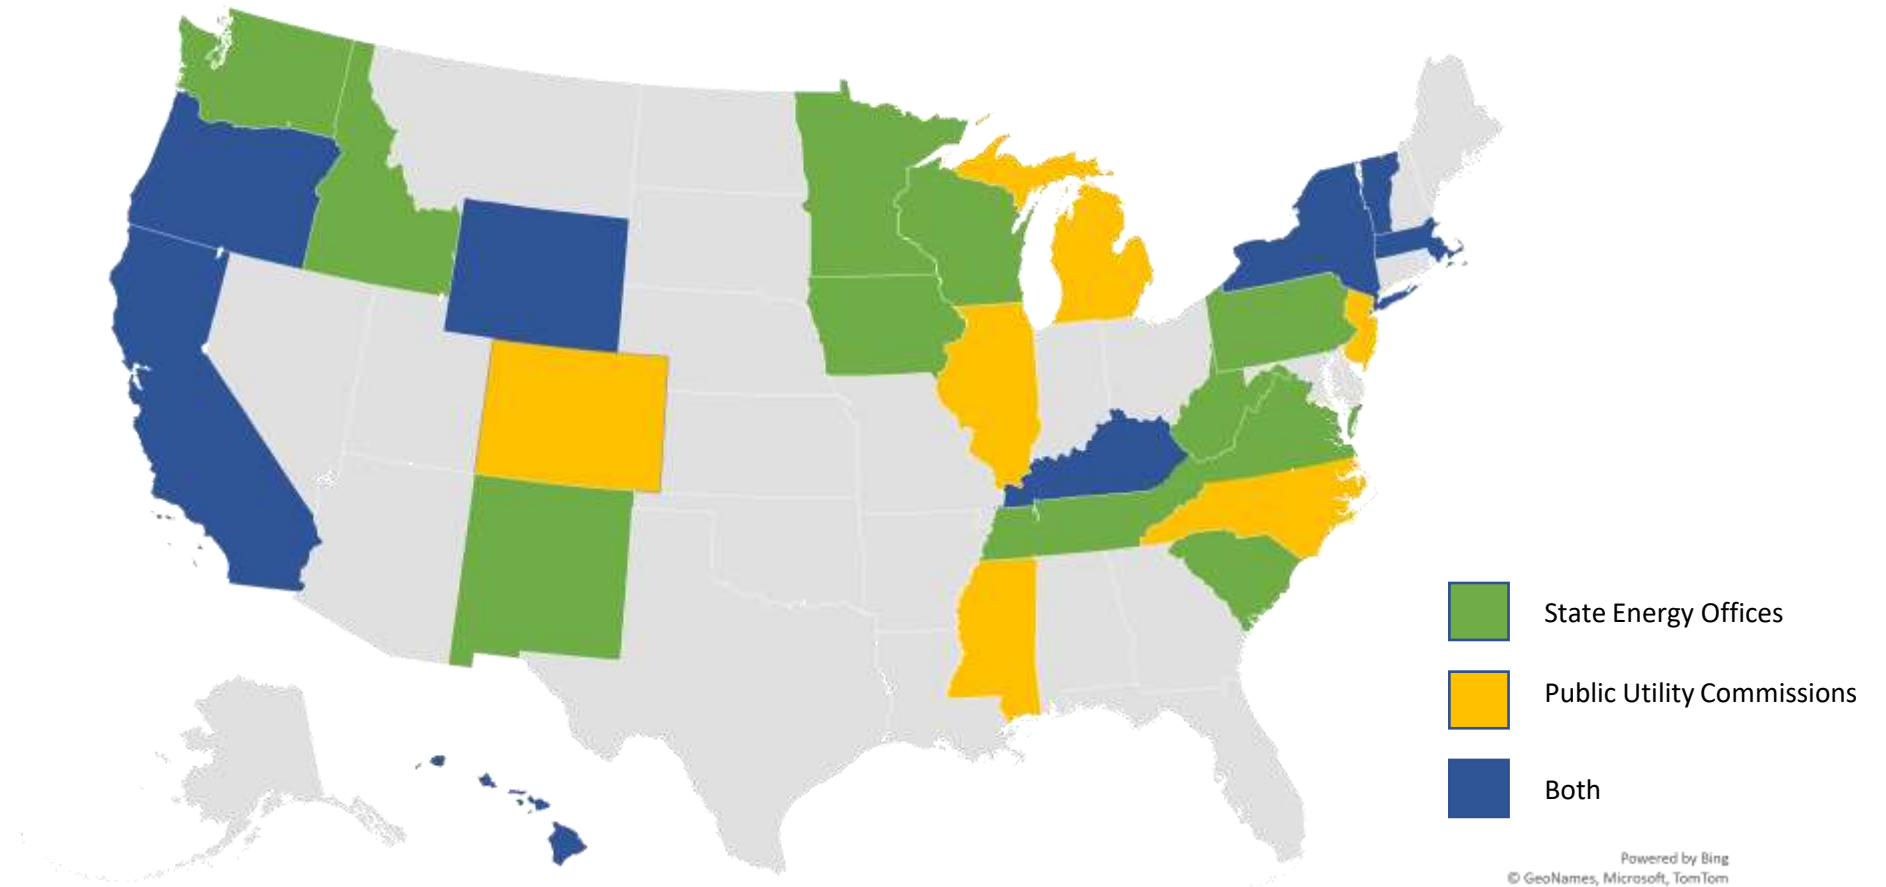 State Energy Offices
Public Utility Commissions
Both
Powered by Bing
© GeoNames, Microsoft, TomTom